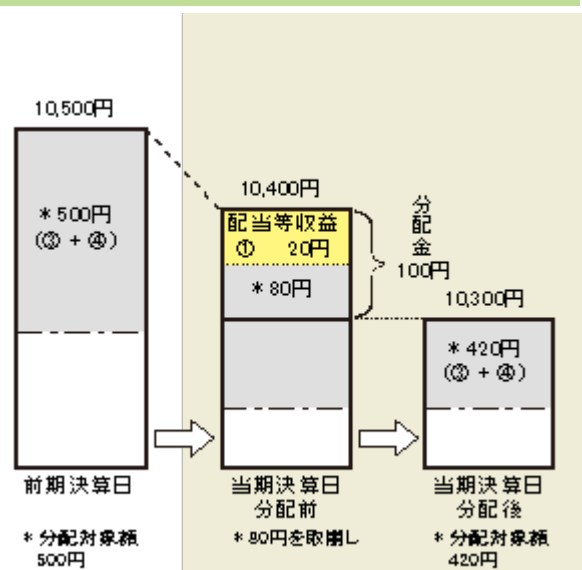 10,500円
*500円
(③ + ④)
10,400円
配当等収益
① 20円
*80円
分配金
100円
10,300円
*420円
(③ + ④)
前期決算日
当期決算日
分配前
当期決算日
分配後
*分配対象額
500円
*80円を取崩し
*分配対象額
420円